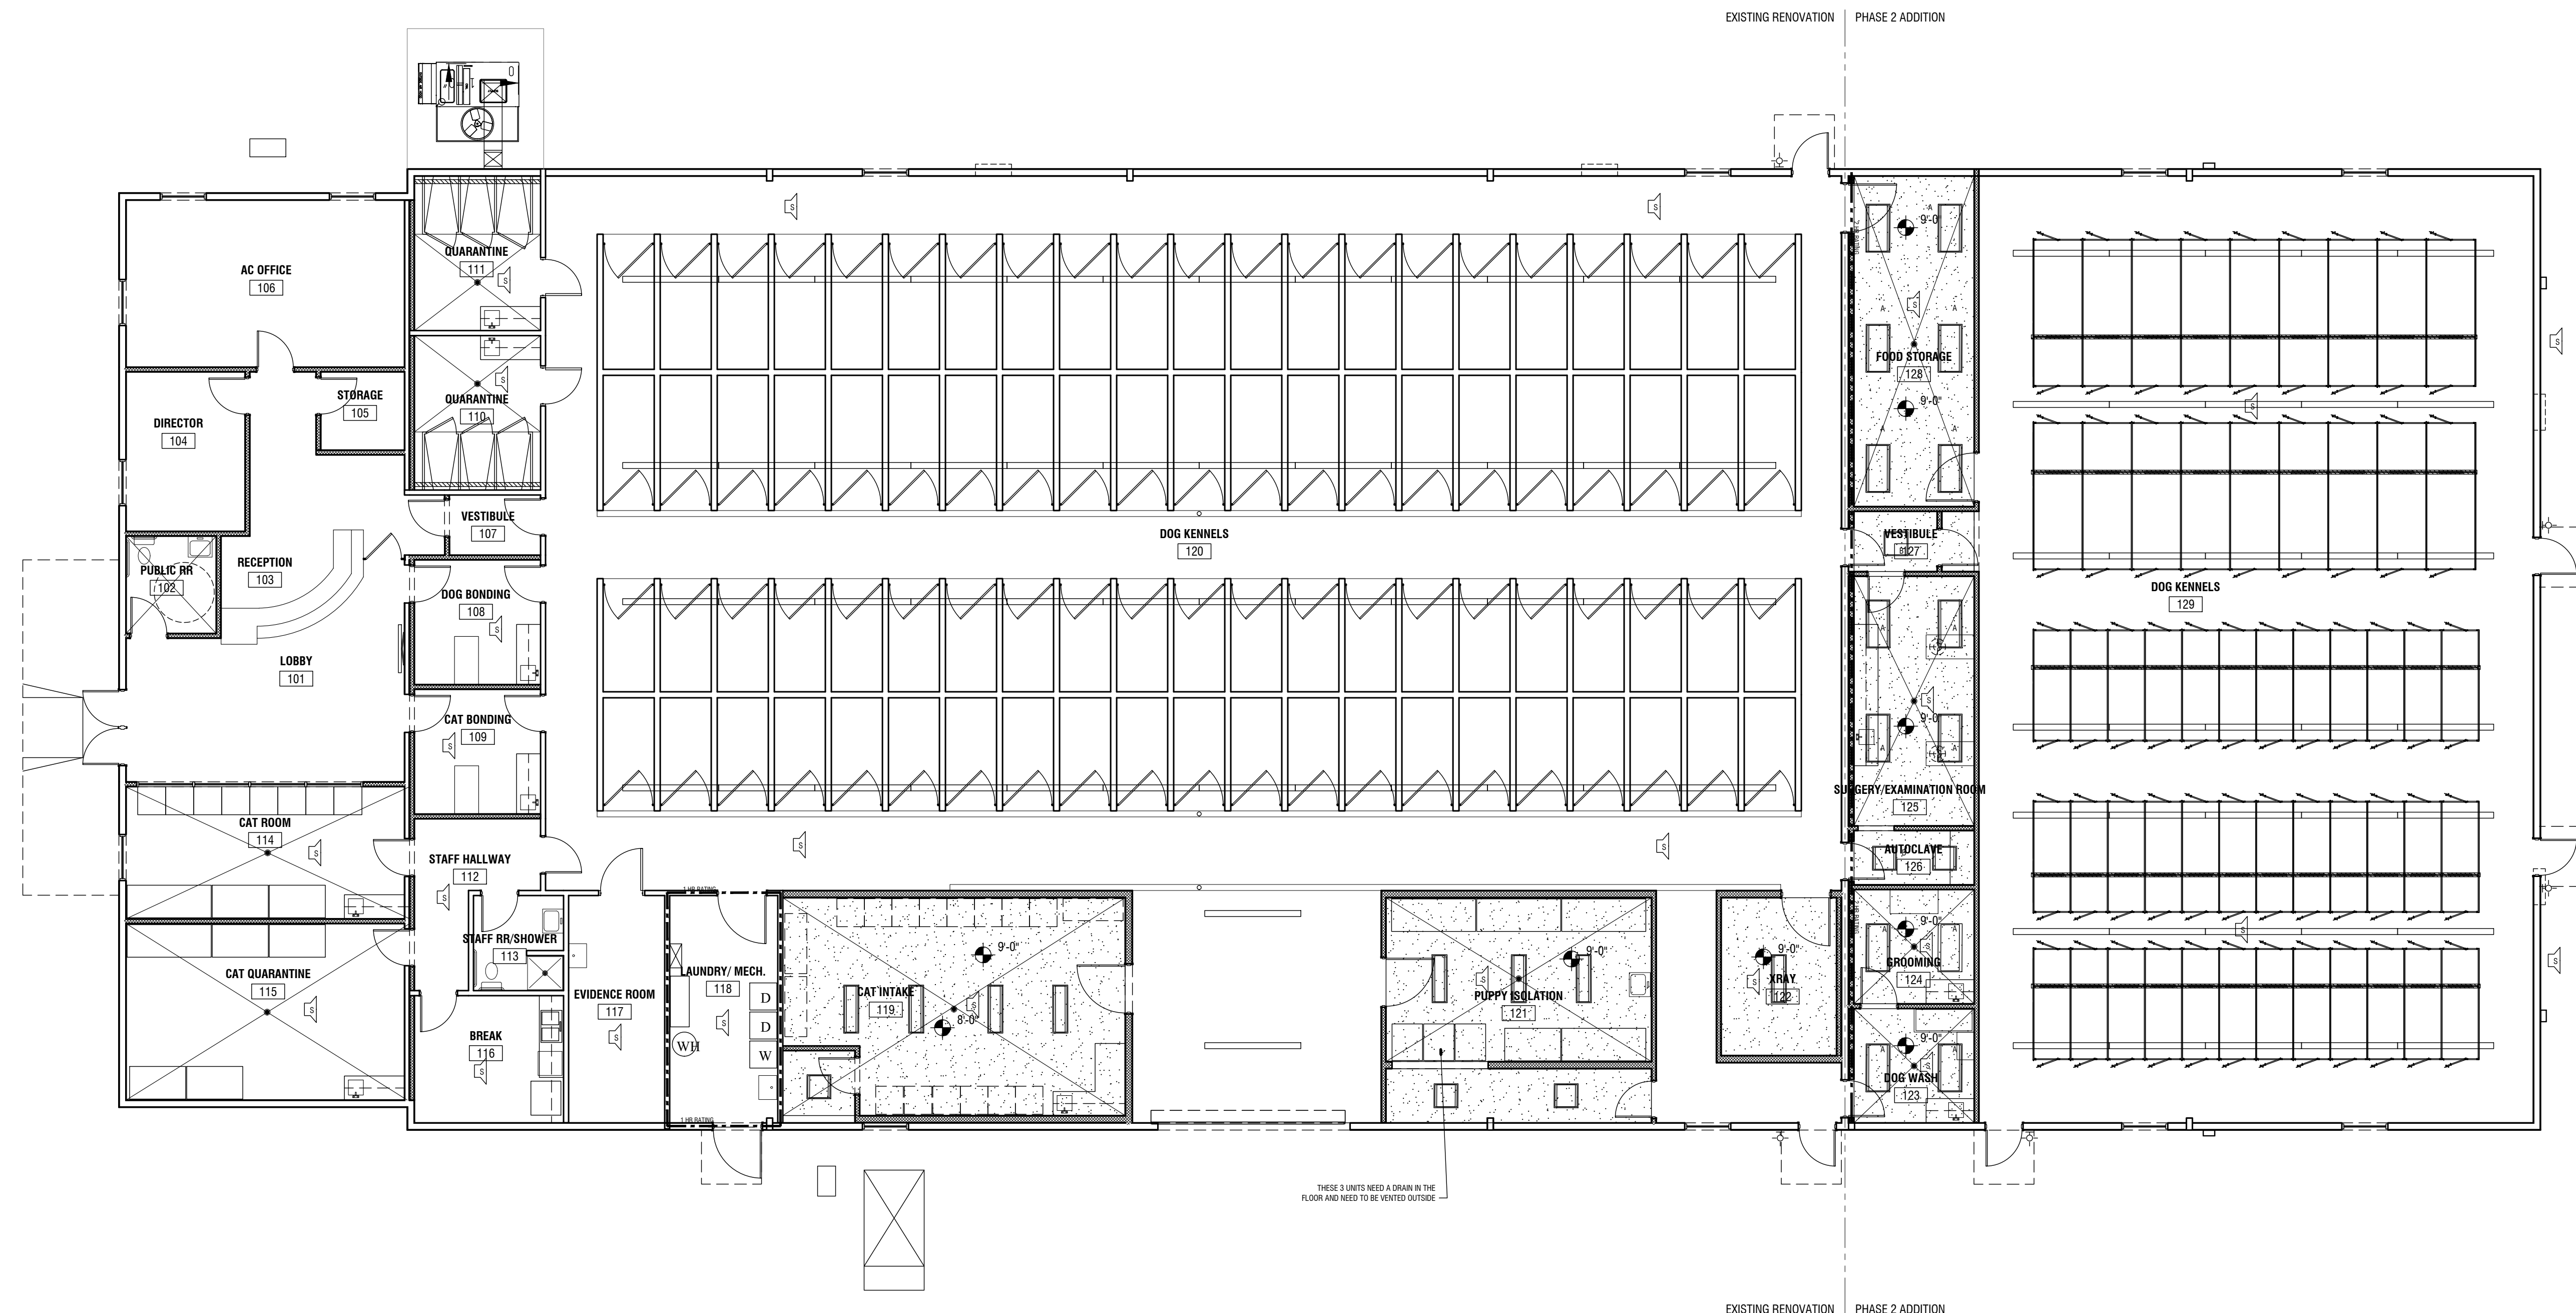 EXISTING RENOVATION
PHASE 2 ADDITION
AC OFFICE
106
QUARANTINE
111
QUARANTINE
110
STORAGE
105
DIRECTOR
104
VESTIBULE
107
RECEPTION
103
PUBLIC RR
102
DOG BONDING
108
LOBBY
101
CAT BONDING
109
CAT ROOM
114
STAFF HALLWAY
112
STAFF RR/SHOWER
113
CAT QUARANTINE
115
BREAK
116
EVIDENCE ROOM
117
1 HR RATING
LAUNDRY/ MECH.
118
D
D
W
WH
1 HR RATING
CAT INTAKE
119
9'-0"
8'-0"
DOG KENNELS
120
PUPPY ISOLATION
121
9'-0"
XRAY
122
9'-0"
THESE 3 UNITS NEED A DRAIN IN THE
FLOOR AND NEED TO BE VENTED OUTSIDE
9'-0"
FOOD STORAGE
128
9'-0"
VESTIBULE
127
9'-0"
SURGERY/EXAMINATION ROOM
125
AUTOCLAVE
126
9'-0"
GROOMING
124
9'-0"
DOG WASH
123
DOG KENNELS
129
EXISTING RENOVATION
PHASE 2 ADDITION